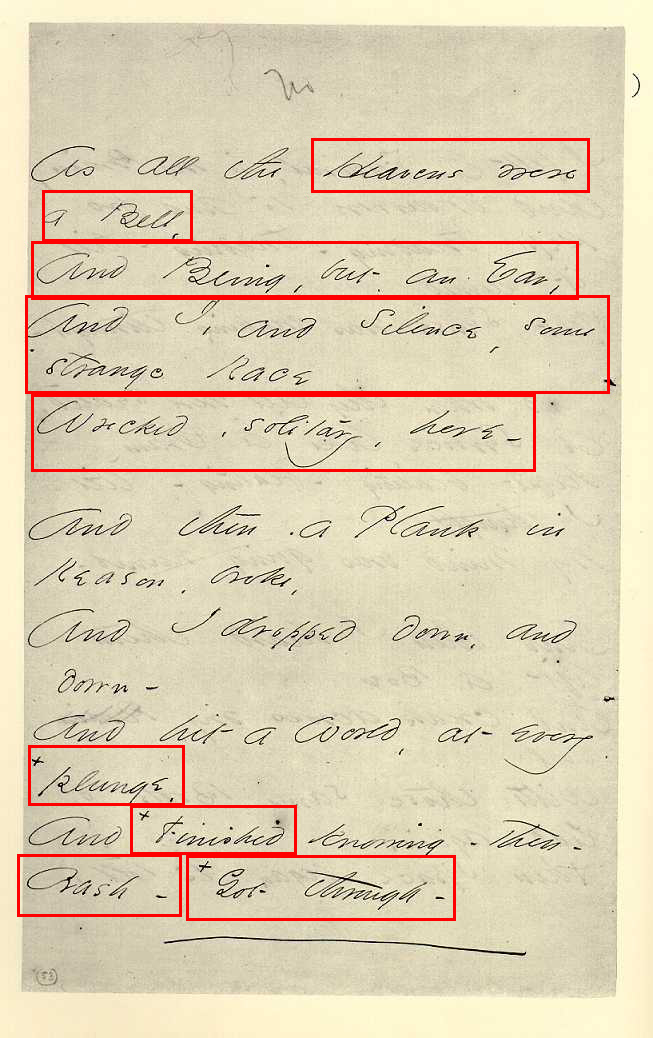 As all the Heavens were
a Bell,
And Being, but an Ear,
And I, and Silence, some
strange Race
Wrecked, solitary, here –
And then a Plank in
Reason, broke,
And I dropped down, and
down –
And hit a World, at every
+ Plunge,
And + Finished knowing – then –
Crash – + Got through –
53